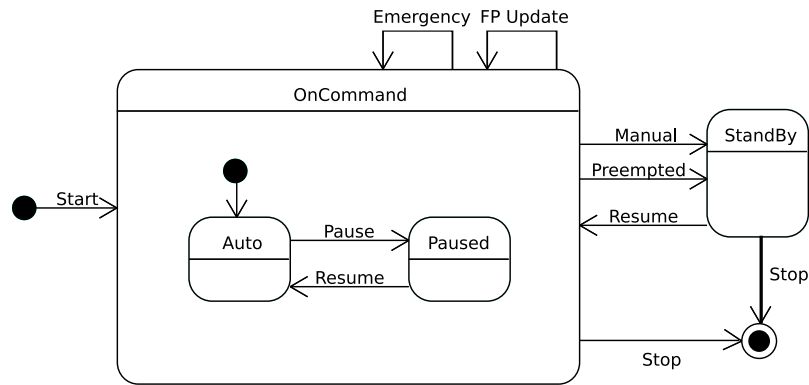 Emergency
FP Update
OnCommand
Manual
StandBy
Preempted
Start
Resume
Auto
Pause
Paused
Resume
Stop
Stop